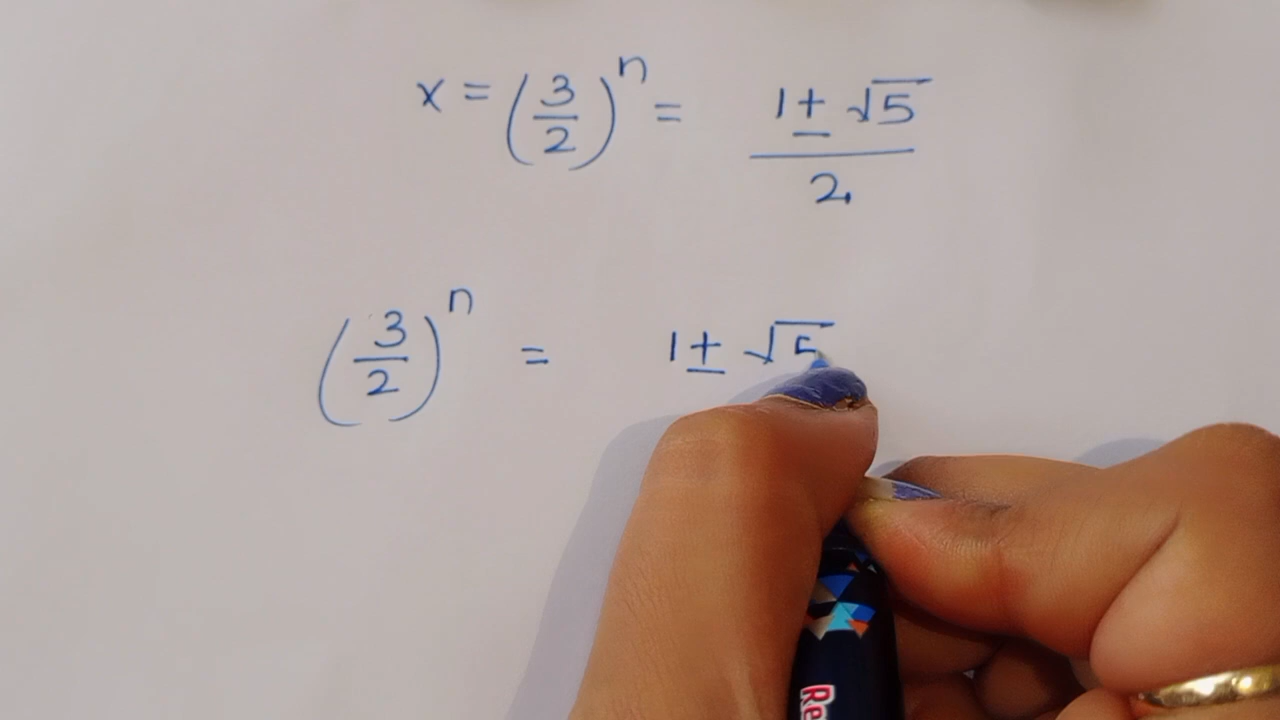 x = (3/2)^n = (1 ± √5)/2
(3/2)^n = 1 ± √5
Re